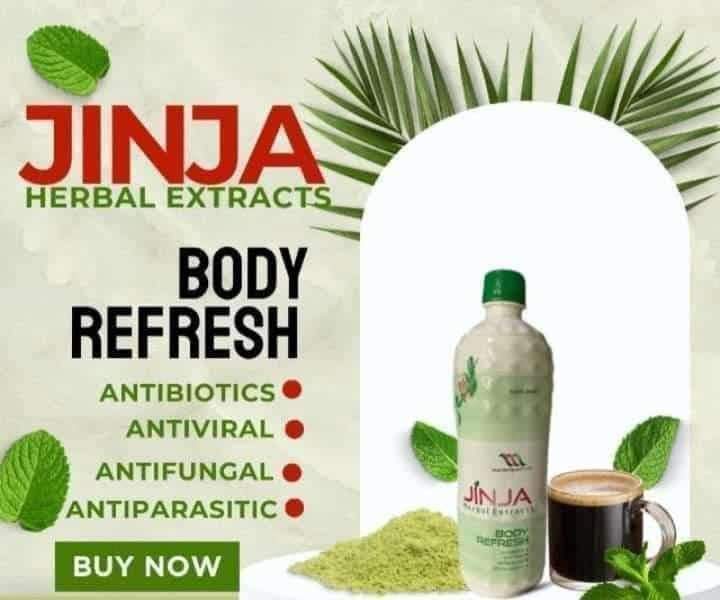 JINJA
HERBAL EXTRACTS
BODY
REFRESH
ANTIBIOTICS
ANTIVIRAL
ANTIFUNGAL
ANTIPARASITIC
BUY NOW
JINJA
Herbal Extracts
BODY
REFRESH